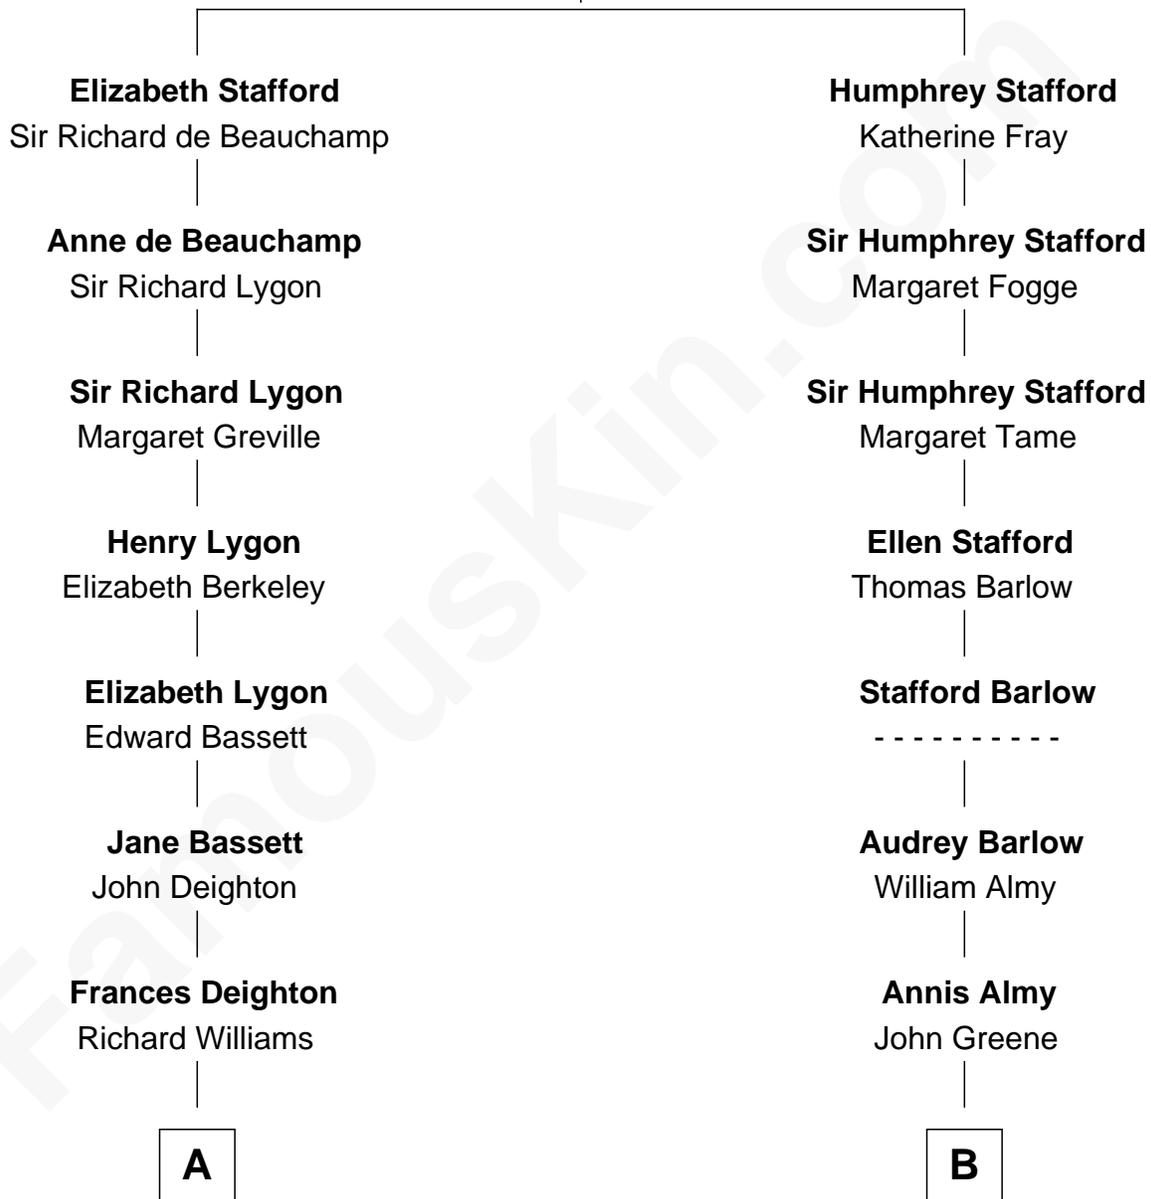 Elizabeth Stafford
Sir Richard de Beauchamp
Humphrey Stafford
Katherine Fray
Anne de Beauchamp
Sir Richard Lygon
Sir Humphrey Stafford
Margaret Fogge
Sir Richard Lygon
Margaret Greville
Sir Humphrey Stafford
Margaret Tame
Henry Lygon
Elizabeth Berkeley
Ellen Stafford
Thomas Barlow
Elizabeth Lygon
Edward Bassett
Stafford Barlow
- - - - - - - - - -
Jane Bassett
John Deighton
Audrey Barlow
William Almy
Frances Deighton
Richard Williams
Annis Almy
John Greene
A
B
FamousKin.com